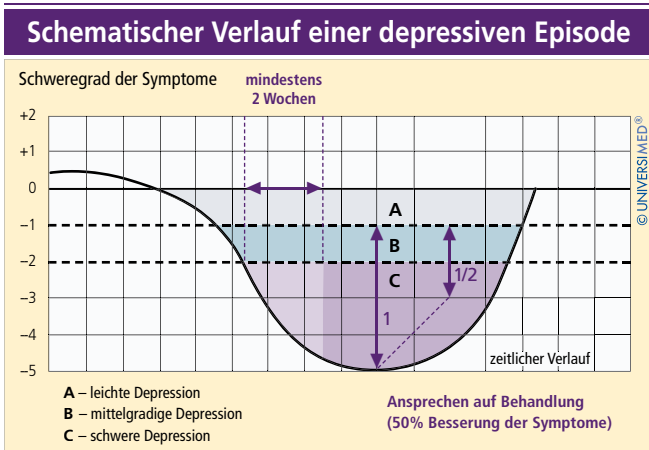 Schematischer Verlauf einer depressiven Episode
Schweregrad der Symptome
mindestens
2 Wochen
+2
+1
0
−1
−2
−3
−4
−5
A
B
C
1/2
1
zeitlicher Verlauf
© UNIVERSIMED®
A – leichte Depression
B – mittelgradige Depression
C – schwere Depression
Ansprechen auf Behandlung
(50% Besserung der Symptome)